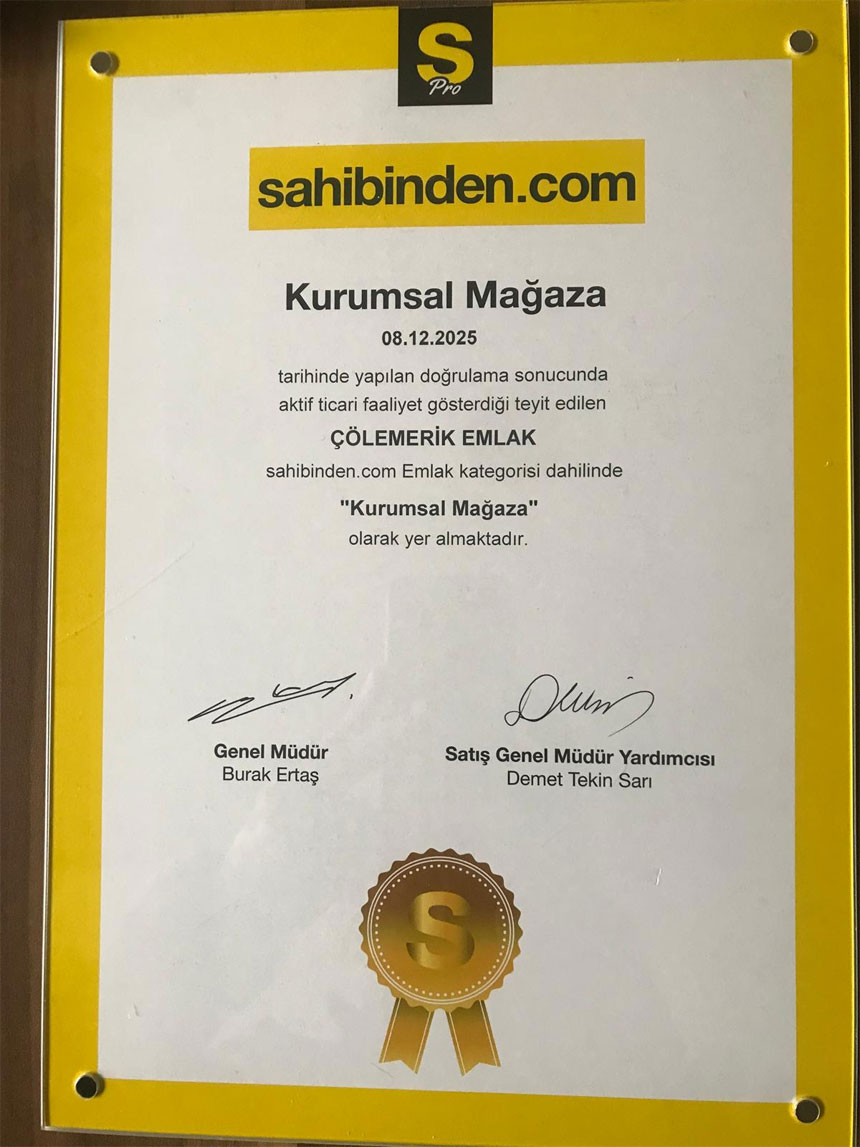 S
Pro
sahibinden.com
Kurumsal Mağaza
08.12.2025
tarihinde yapılan doğrulama sonucunda
aktif ticari faaliyet gösterdiği teyit edilen
ÇÖLEMERİK EMLAK
sahibinden.com Emlak kategorisi dahilinde
"Kurumsal Mağaza"
olarak yer almaktadır.
Genel Müdür
Burak Ertaş
Satış Genel Müdür Yardımcısı
Demet Tekin Sarı
S